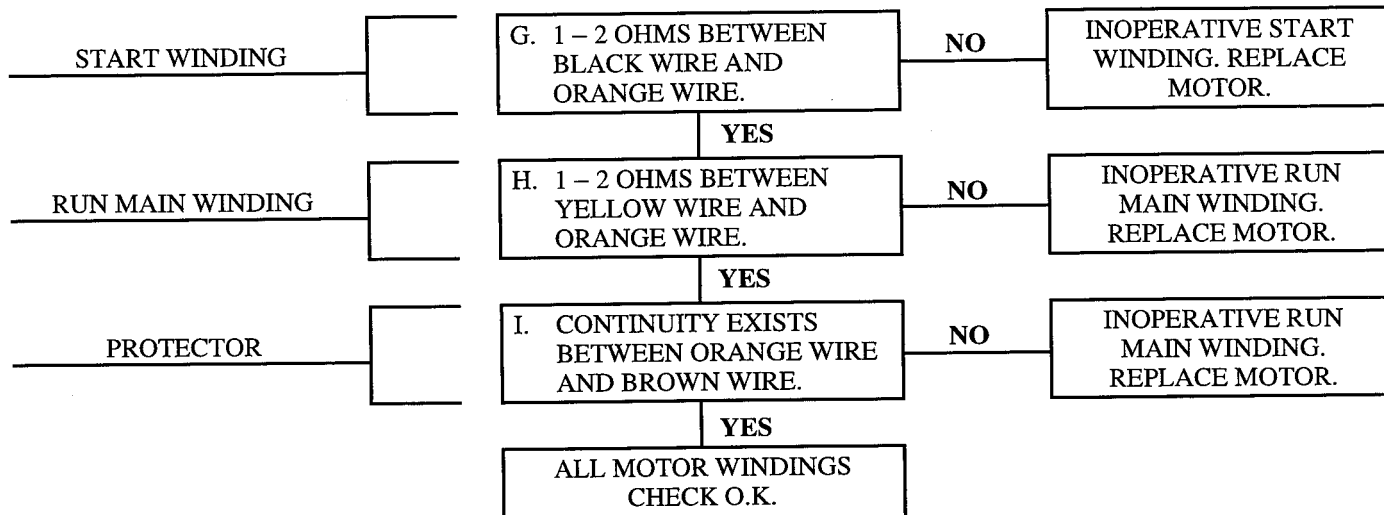 START WINDING
G. 1 – 2 OHMS BETWEEN
BLACK WIRE AND
ORANGE WIRE.
NO
INOPERATIVE START
WINDING. REPLACE
MOTOR.
YES
RUN MAIN WINDING
H. 1 – 2 OHMS BETWEEN
YELLOW WIRE AND
ORANGE WIRE.
NO
INOPERATIVE RUN
MAIN WINDING.
REPLACE MOTOR.
YES
PROTECTOR
I. CONTINUITY EXISTS
BETWEEN ORANGE WIRE
AND BROWN WIRE.
NO
INOPERATIVE RUN
MAIN WINDING.
REPLACE MOTOR.
YES
ALL MOTOR WINDINGS
CHECK O.K.